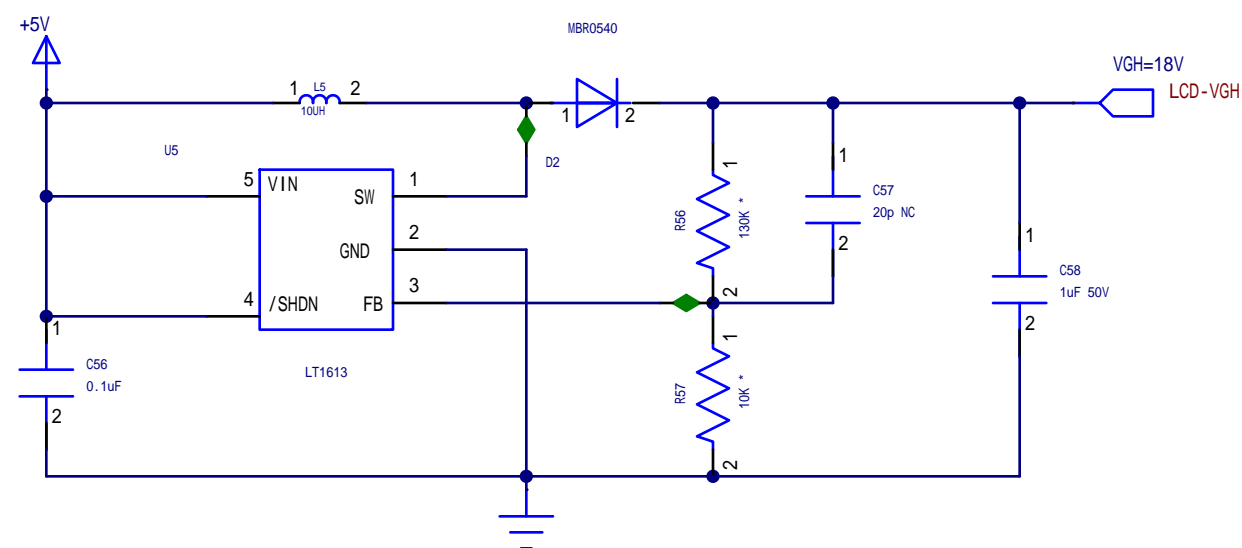 +5V
MBR0540
VGH=18V
LCD-VGH
1
L5
2
10UH
1
2
D2
U5
5
VIN
SW
1
GND
2
4
/SHDN
FB
3
LT1613
1
R56
130K *
2
1
C57
20p NC
2
1
C58
1uF 50V
2
1
C56
0.1uF
2
1
R57
10K *
2